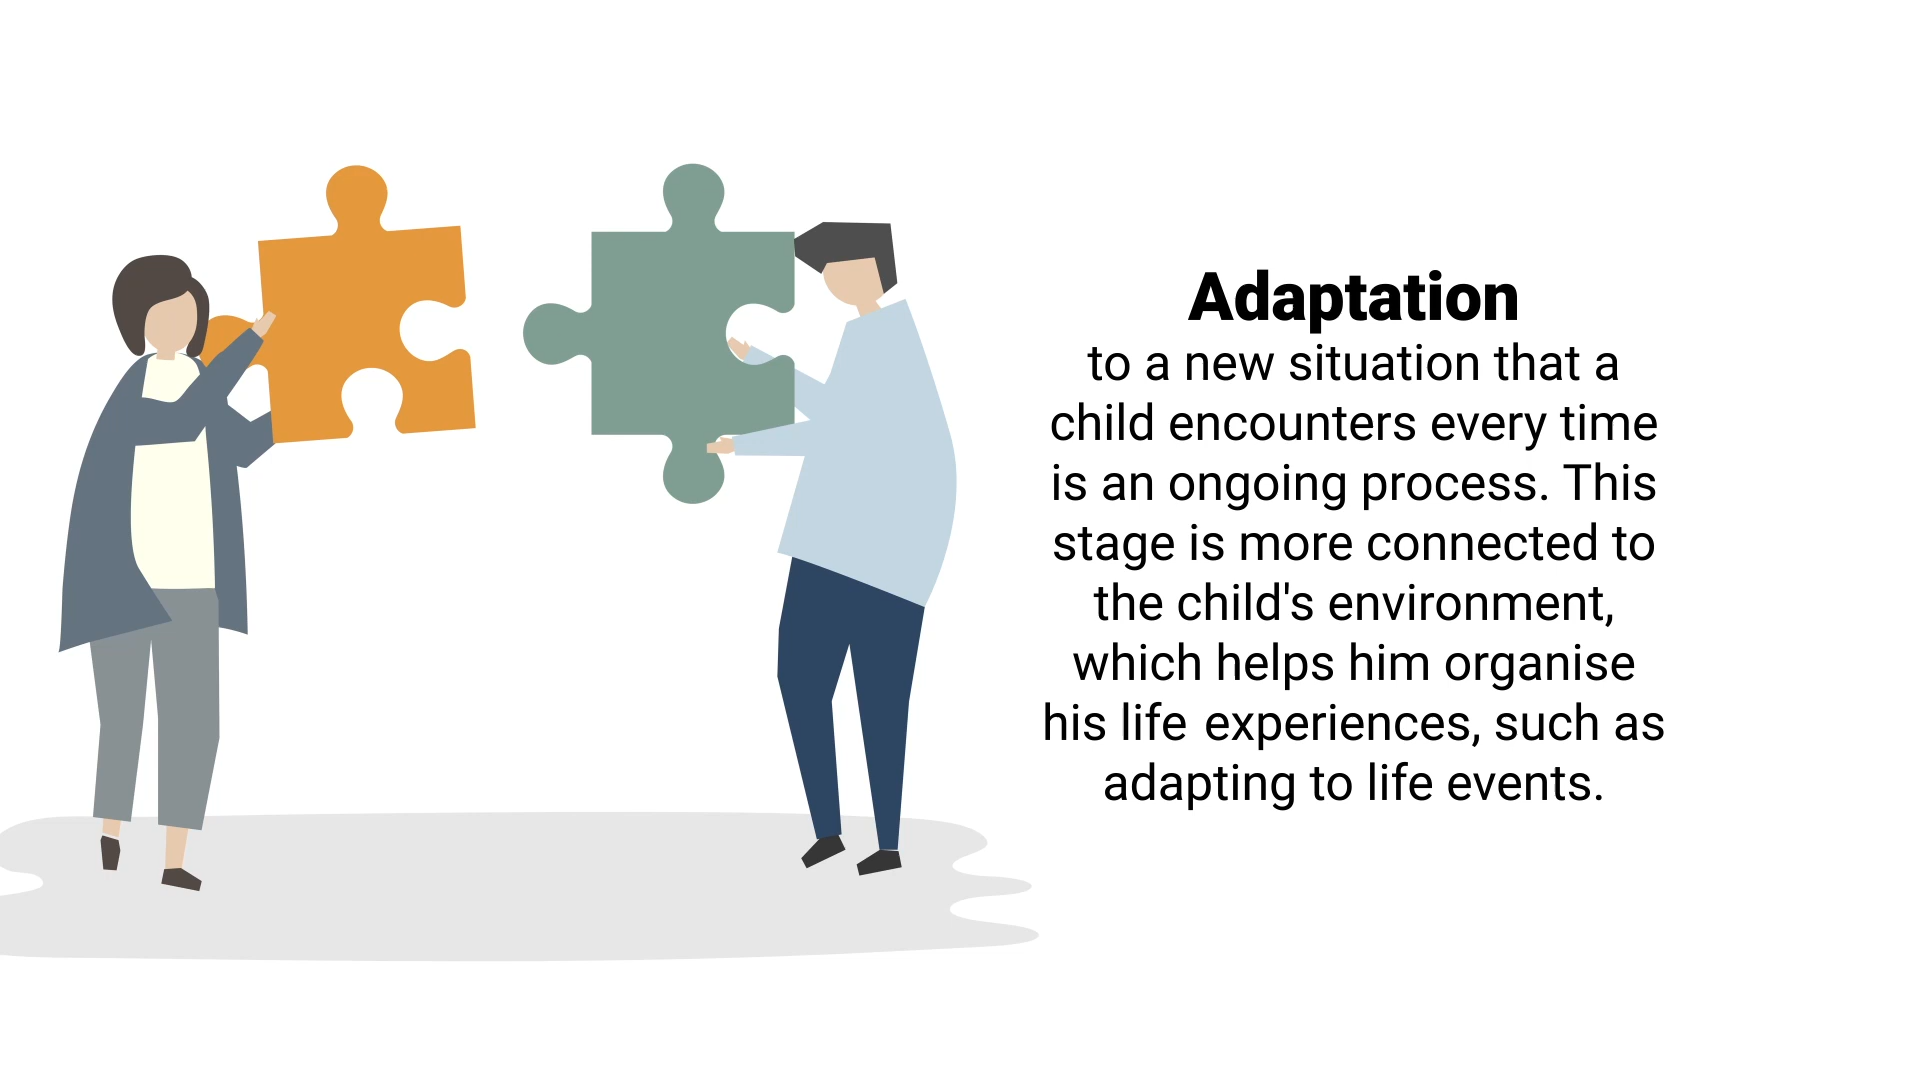 Adaptation
to a new situation that a
child encounters every time
is an ongoing process. This
stage is more connected to
the child's environment,
which helps him organise
his life experiences, such as
adapting to life events.